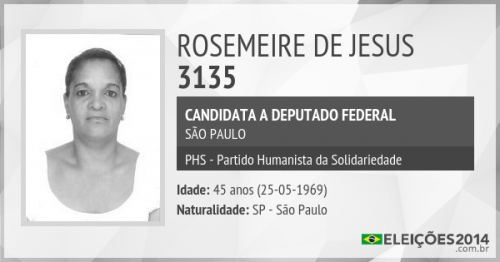 ROSEMEIRE DE JESUS
3135
CANDIDATA A DEPUTADO FEDERAL
SÃO PAULO
PHS - Partido Humanista da Solidariedade
Idade: 45 anos (25-05-1969)
Naturalidade: SP - São Paulo
ELEIÇÕES2014
.com.br